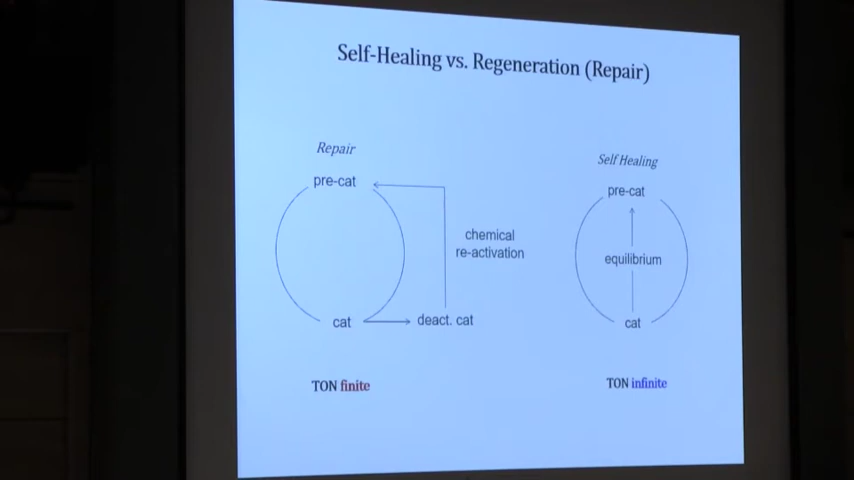 Self-Healing vs. Regeneration (Repair)
Repair
pre-cat
chemical
re-activation
cat
deact. cat
TON finite
Self Healing
pre-cat
equilibrium
cat
TON infinite